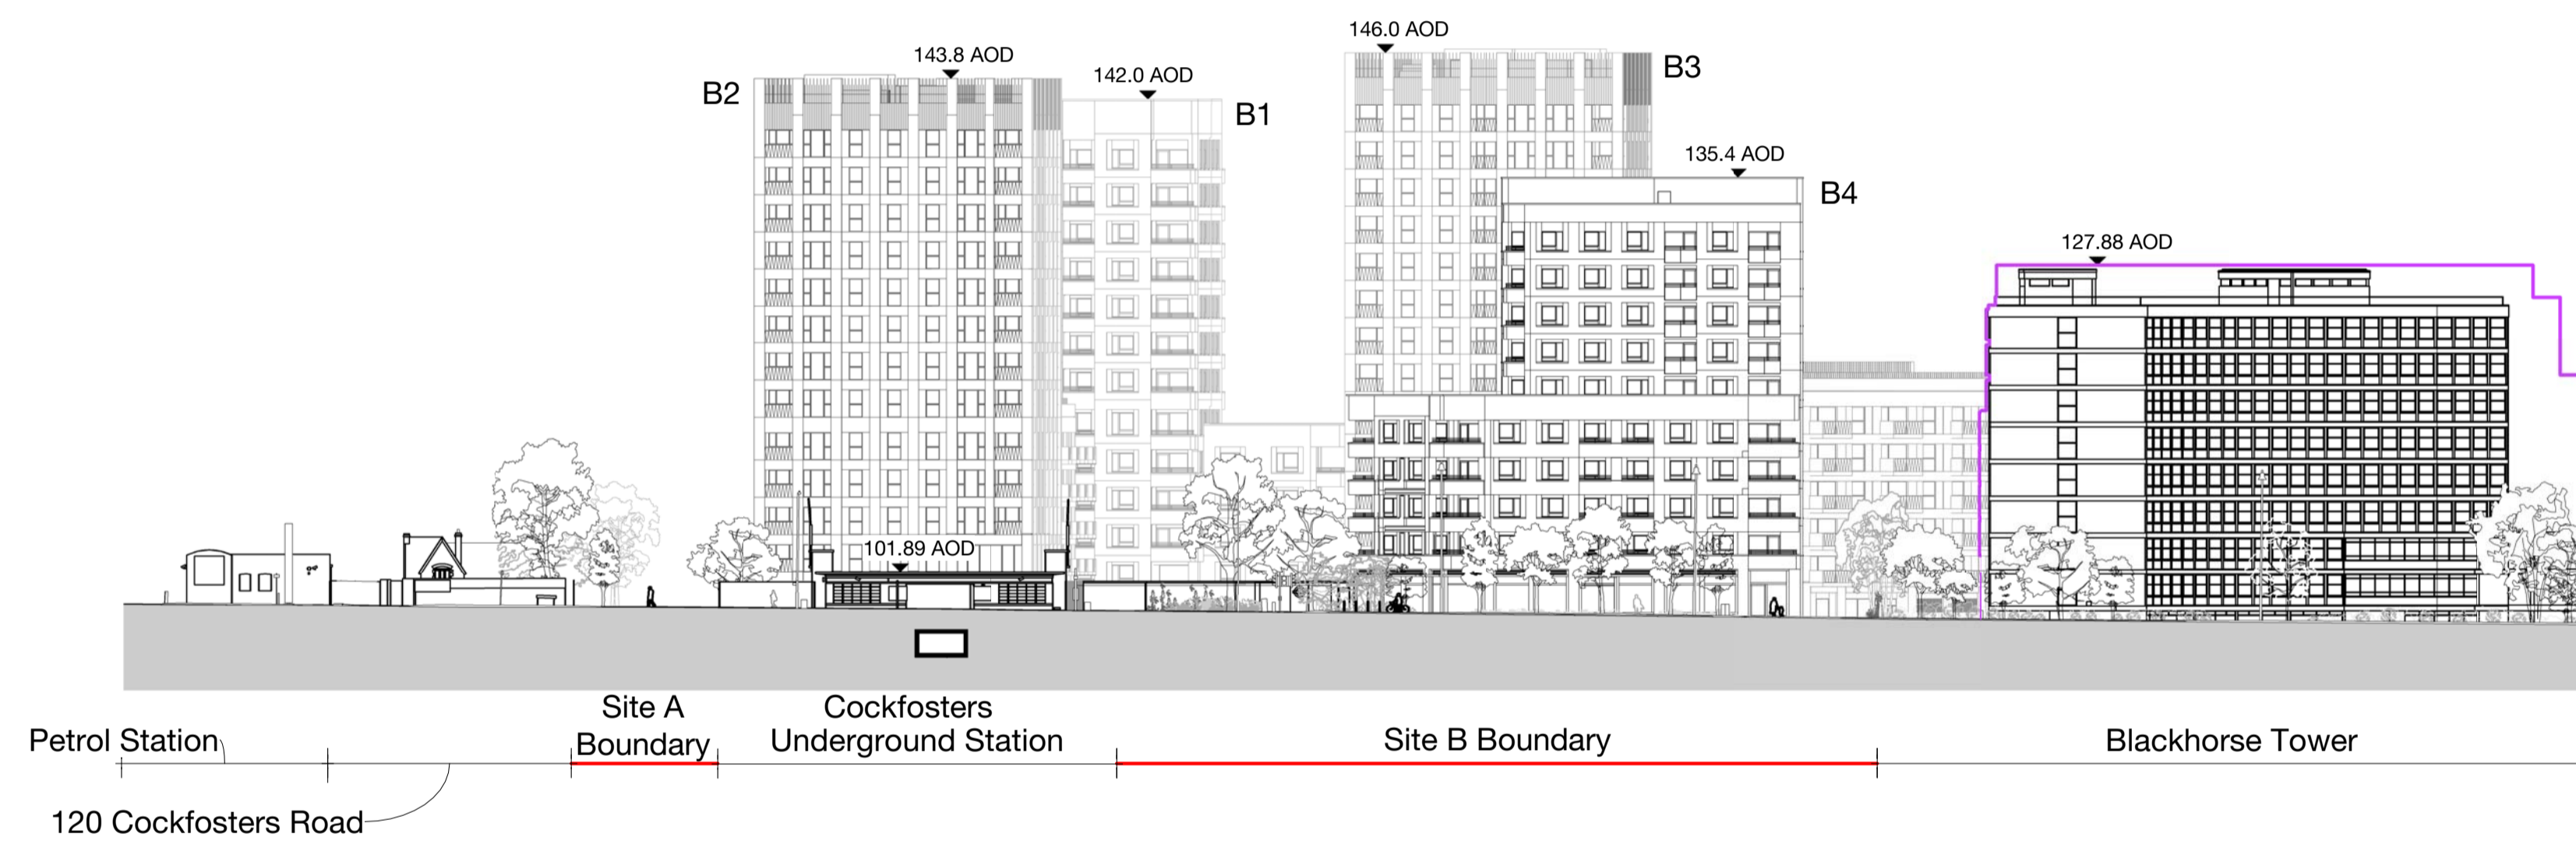 146.0 AOD
143.8 AOD
B3
142.0 AOD
B2
B1
135.4 AOD
B4
127.88 AOD
101.89 AOD
Site A
Boundary
Cockfosters
Underground Station
Petrol Station
Site B Boundary
Blackhorse Tower
120 Cockfosters Road